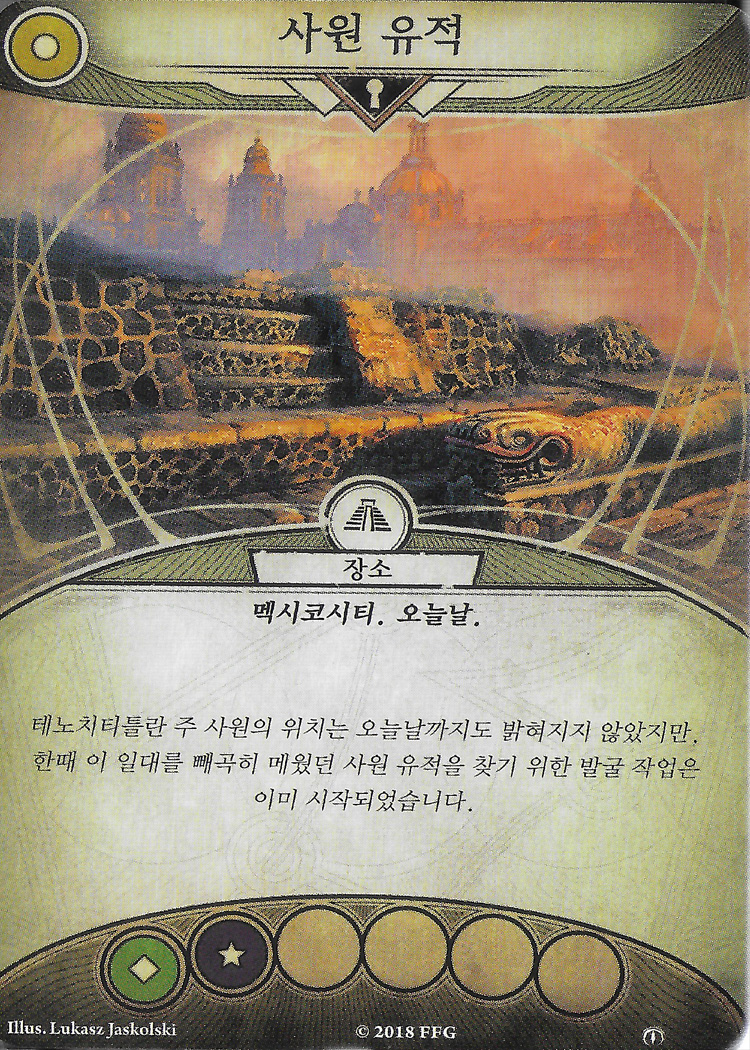 사원 유적
장소
멕시코시티. 오늘날.
테노치티틀란 주 사원의 위치는 오늘날까지도 밝혀지지 않았지만,
한때 이 일대를 빼곡히 메웠던 사원 유적을 찾기 위한 발굴 작업은
이미 시작되었습니다.
Illus. Lukasz Jaskolski
© 2018 FFG